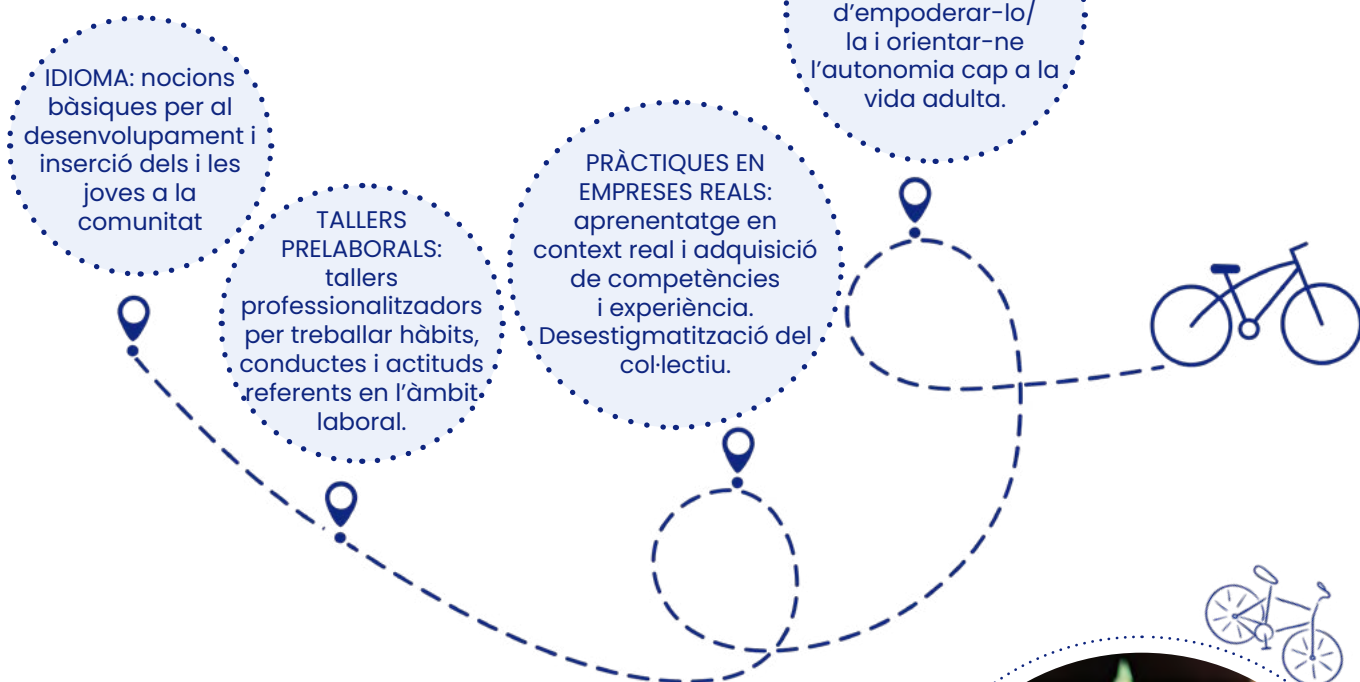 IDIOMA: nocions
bàsiques per al
desenvolupament i
inserció dels i les
joves a la
comunitat
TALLERS
PRELABORALS:
tallers
professionalitzadors
per treballar hàbits,
conductes i actituds
referents en l’àmbit
laboral.
PRÀCTIQUES EN
EMPRESES REALS:
aprenentatge en
context real i adquisició
de competències
i experiència.
Desestigmatització del
col·lectiu.
d’empoderar-lo/
la i orientar-ne
l’autonomia cap a la
vida adulta.